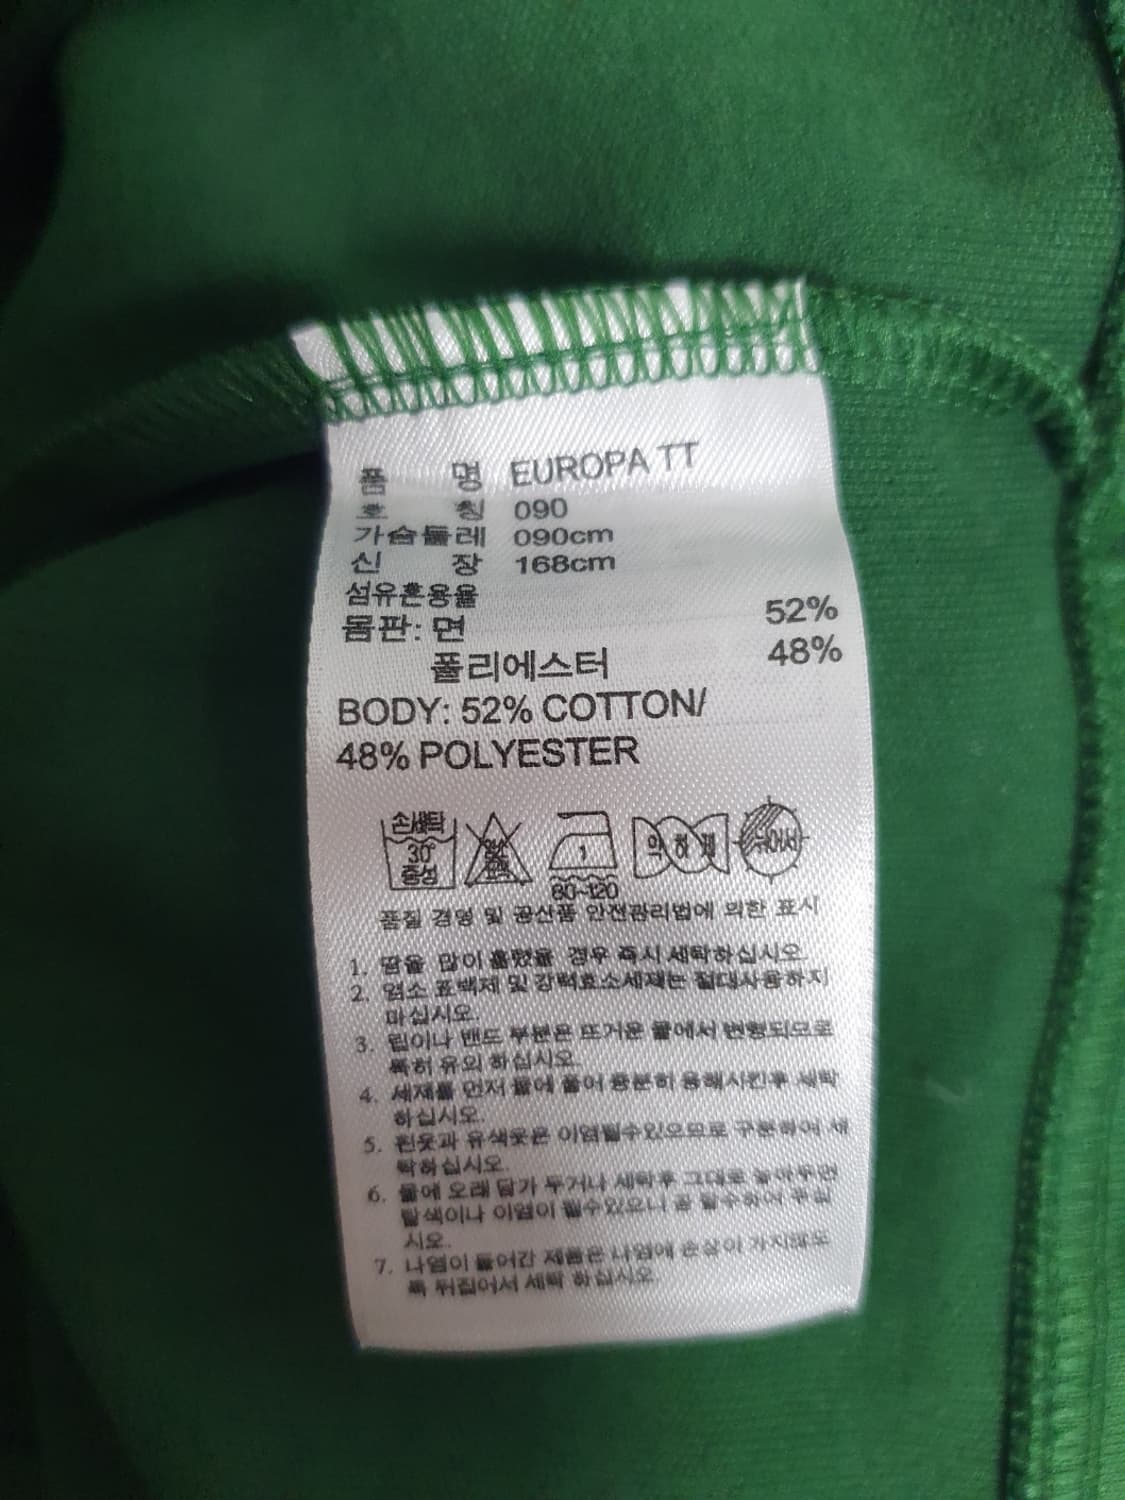 품 명 EUROPA TT
호 칭 090
가슴둘레 090cm
신 장 168cm
섬유혼용율
몸판: 면 52%
폴리에스터 48%
BODY: 52% COTTON/
48% POLYESTER
손세탁
30°
중성
1
80~120
약하게
뉘어서
품질 경영 및 공산품 안전관리법에 의한 표시
1. 땀을 많이 흘렸을 경우 즉시 세탁하십시오.
2. 염소 표백제 및 강력효소세제는 절대사용하지
마십시오.
3. 립이나 밴드 부분은 뜨거운 물에서 변형되므로
특히 유의 하십시오.
4. 세제를 먼저 물에 풀어 충분히 용해시킨후 세탁
하십시오.
5. 흰옷과 유색옷은 이염될수있으므로 구분하여 세
탁하십시오.
6. 물에 오래 담가 두거나 세탁후 그대로 놓아두면
탈색이나 이염이 될수있으니 꼭
시오.
7. 나염이 들어간 제품은 나염에 손상이 가지않도
록 뒤집어서 세탁 하십시오.